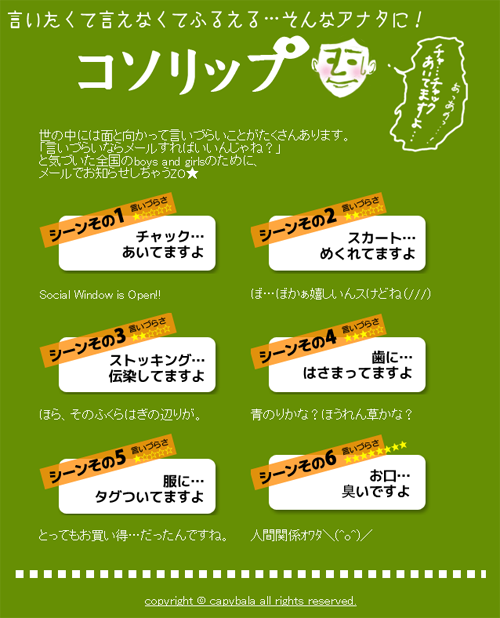 言いたくて言えなくてふるえる…そんなアナタに！
コソリップ
あっあのっ…
チャ…チャック
あいてますよ…
世の中には面と向かって言いづらいことがたくさんあります。
「言いづらいならメールすればいいんじゃね？」
と気づいた全国のboys and girlsのために、
メールでお知らせしちゃうZO★
シーンその1 言いづらさ
★☆☆☆☆
チャック…
あいてますよ
Social Window is Open!!
シーンその2 言いづらさ
★★☆☆☆
スカート…
めくれてますよ
ぼ…ぼかぁ嬉しいんスけどね(///)
シーンその3 言いづらさ
★★☆☆☆
ストッキング…
伝染してますよ
ほら、そのふくらはぎの辺りが。
シーンその4 言いづらさ
★★★☆☆
歯に…
はさまってますよ
青のりかな？ほうれん草かな？
シーンその5 言いづらさ
★★☆☆☆
服に…
タグついてますよ
とってもお買い得…だったんですね。
シーンその6 言いづらさ
★★★★★★★★
お口…
臭いですよ
人間関係ｵﾜﾀ＼(^o^)／
copyright © capybala all rights reserved.